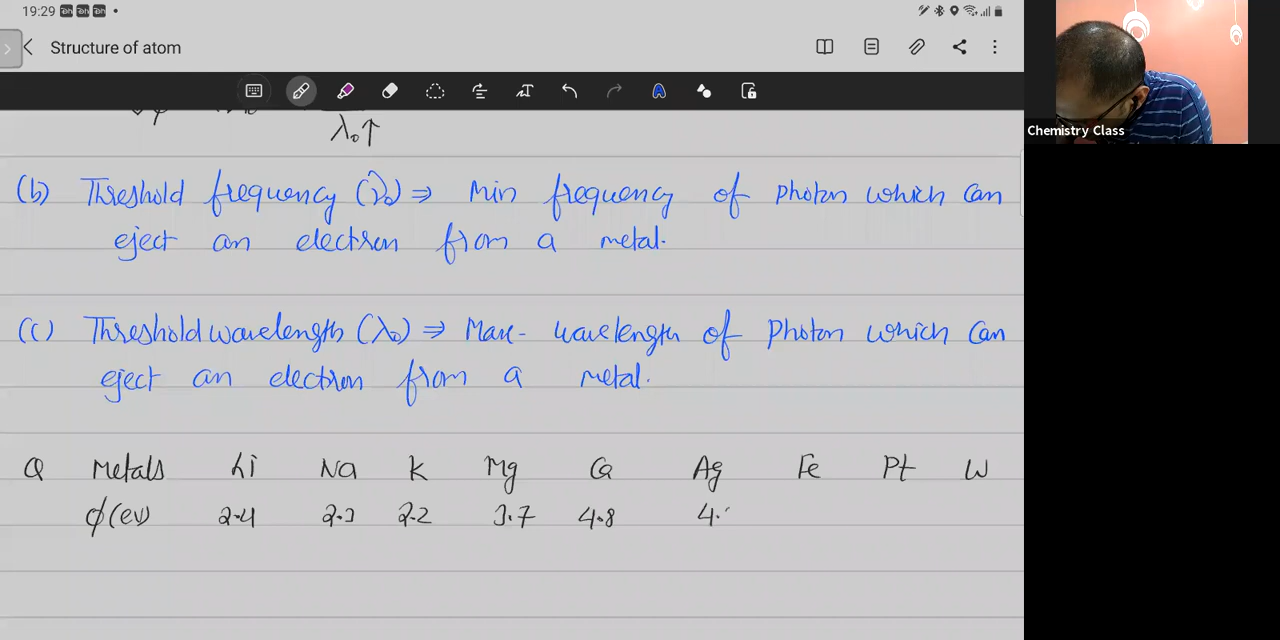 19:29
Structure of atom
Chemistry Class
λ₀↑
(b) Threshold frequency (ν₀) ⇒ Min frequency of photon which can
eject an electron from a metal.
(c) Threshold wavelength (λ₀) ⇒ Max- wavelength of photon which can
eject an electron from a metal.
Q Metals Li Na K Mg Ca Ag Fe Pt W
ϕ(ev) 2.4 2.3 2.2 3.7 4.8 4.